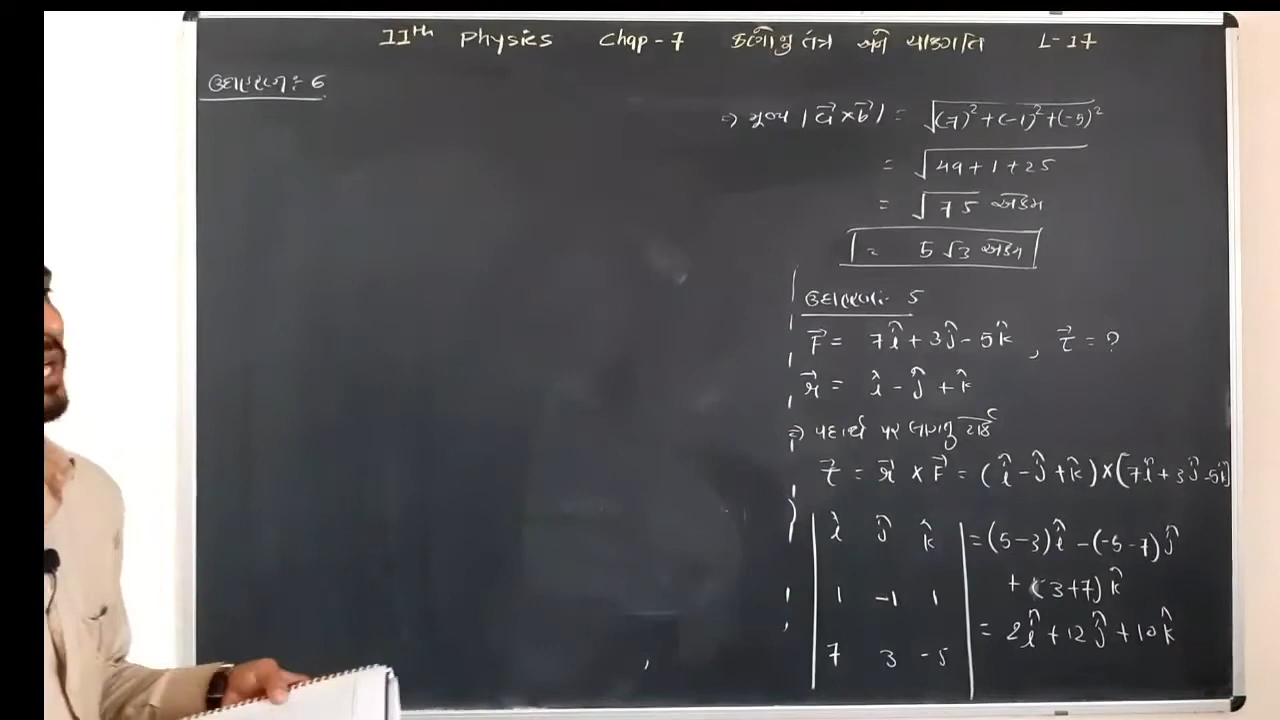 11th Physics Chap - 7 કણોનું તંત્ર અને ચાકગતિ L-17
ઉદાહરણ :- 6
⇒ મૂલ્ય |a⃗ × b⃗| = √(7)² + (-1)² + (-5)²
= √49 + 1 + 25
= √75 એકમ
= 5√3 એકમ
ઉદાહરણ :- 5
F⃗ = 7î + 3ĵ - 5k̂ , τ⃗ = ?
r⃗ = î - ĵ + k̂
⇒ પદાર્થ પર લાગતું ટોર્ક
τ⃗ = r⃗ × F⃗ = (î - ĵ + k̂) × (7î + 3ĵ - 5k̂)
| î ĵ k̂ | = (5-3)î - (-5-7)ĵ
| 1 -1 1 | + (3+7)k̂
| 7 3 -5 | = 2î + 12ĵ + 10k̂